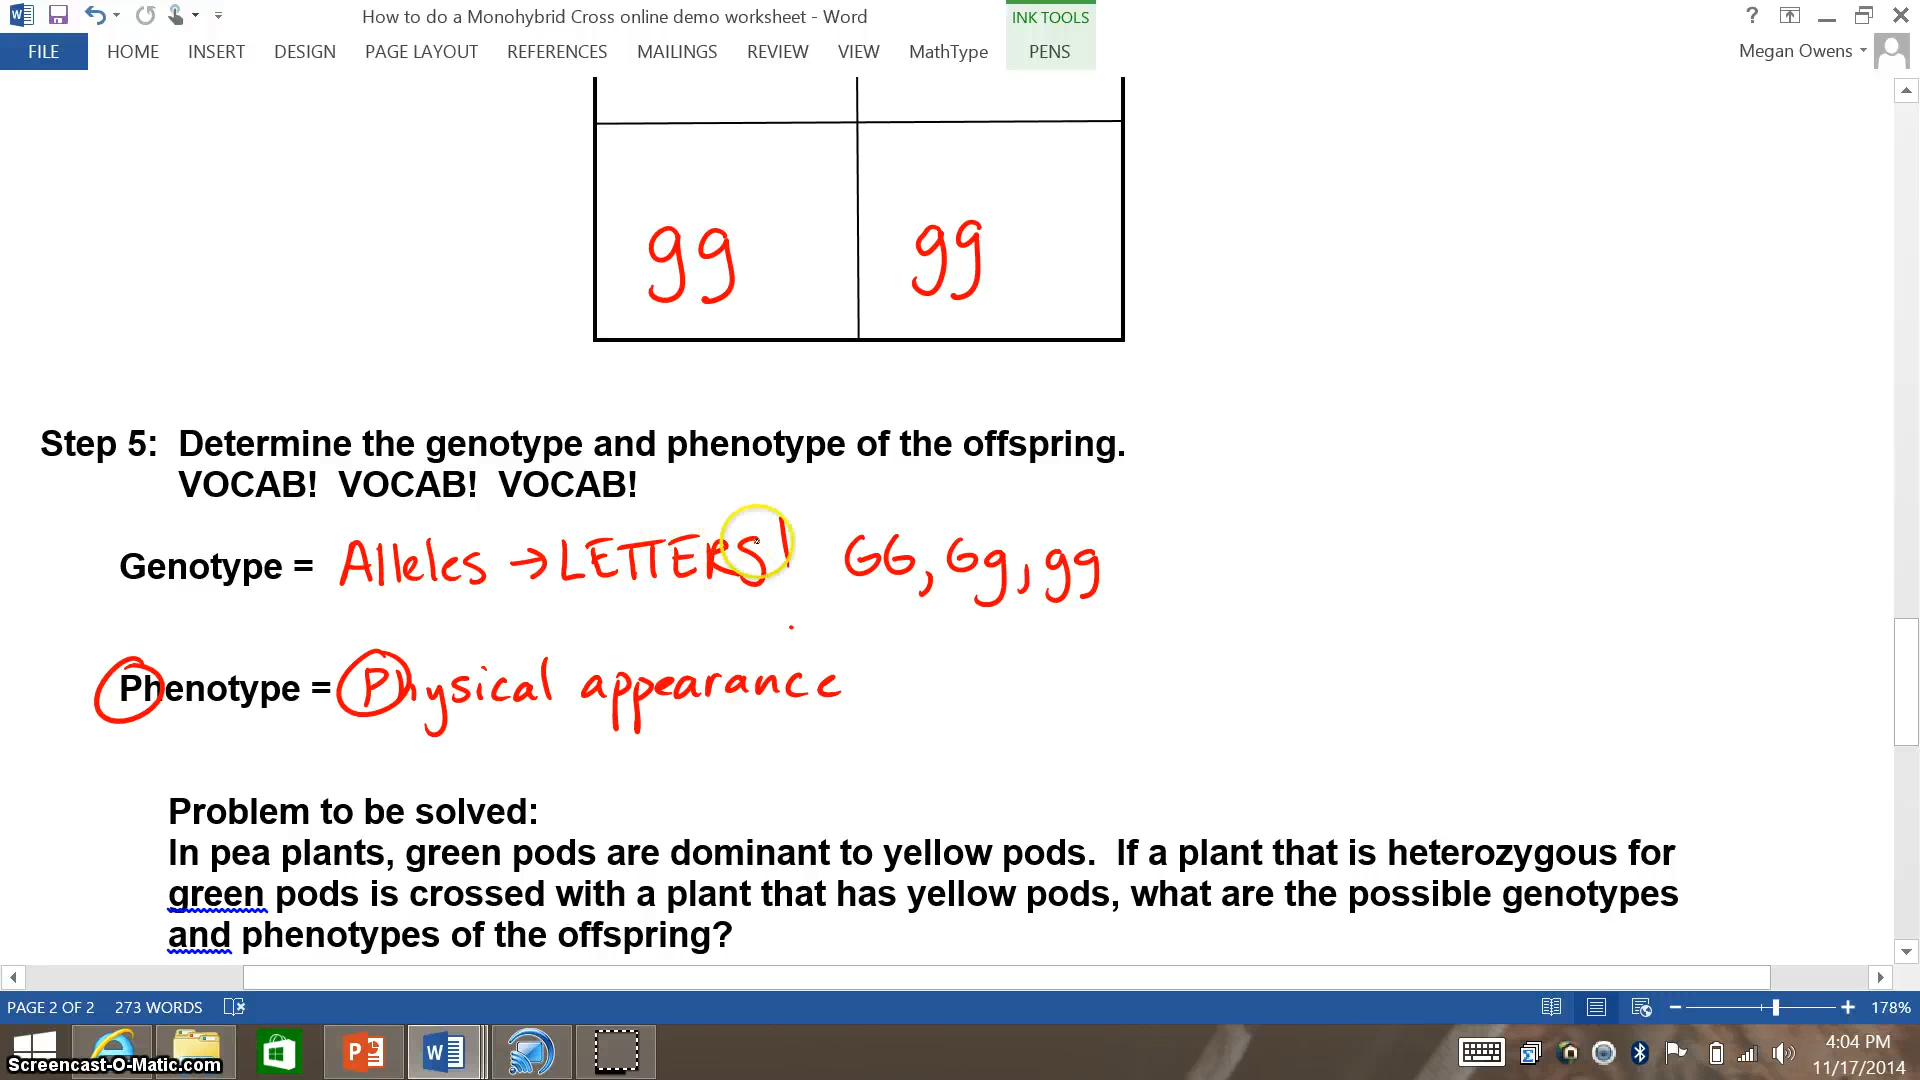 How to do a Monohybrid Cross online demo worksheet - Word
INK TOOLS
FILE HOME INSERT DESIGN PAGE LAYOUT REFERENCES MAILINGS REVIEW VIEW MathType PENS
Megan Owens
gg gg
Step 5: Determine the genotype and phenotype of the offspring.
VOCAB! VOCAB! VOCAB!
Genotype = Alleles → LETTERS! GG, Gg, gg
Phenotype = Physical appearance
Problem to be solved:
In pea plants, green pods are dominant to yellow pods. If a plant that is heterozygous for
green pods is crossed with a plant that has yellow pods, what are the possible genotypes
and phenotypes of the offspring?
PAGE 2 OF 2 273 WORDS 178%
Screencast-O-Matic.com
4:04 PM
11/17/2014